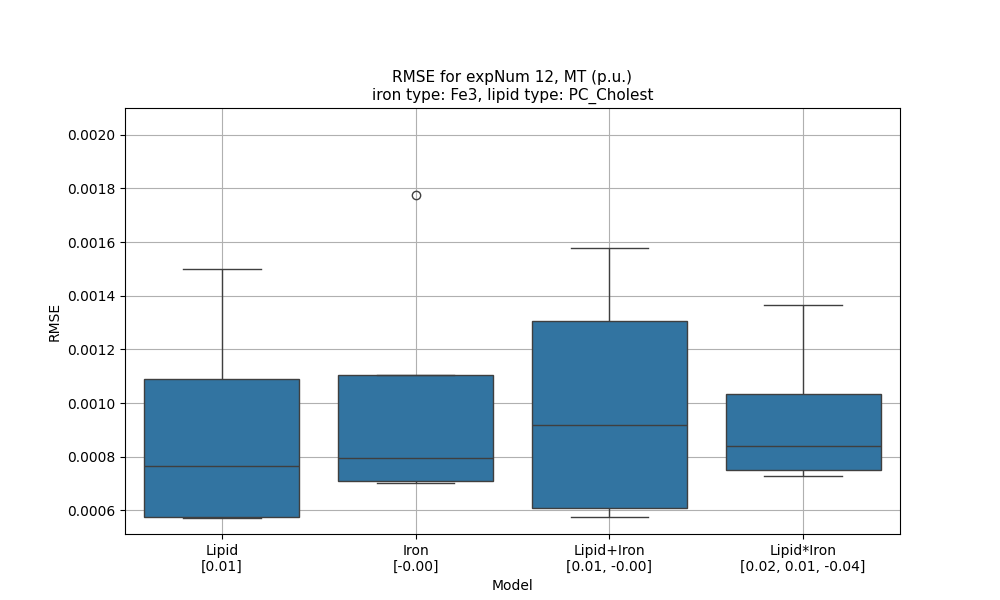 RMSE for expNum 12, MT (p.u.)
iron type: Fe3, lipid type: PC_Cholest
0.0020
0.0018
0.0016
0.0014
0.0012
0.0010
0.0008
0.0006
RMSE
Lipid
[0.01]
Iron
[-0.00]
Lipid+Iron
[0.01, -0.00]
Lipid*Iron
[0.02, 0.01, -0.04]
Model